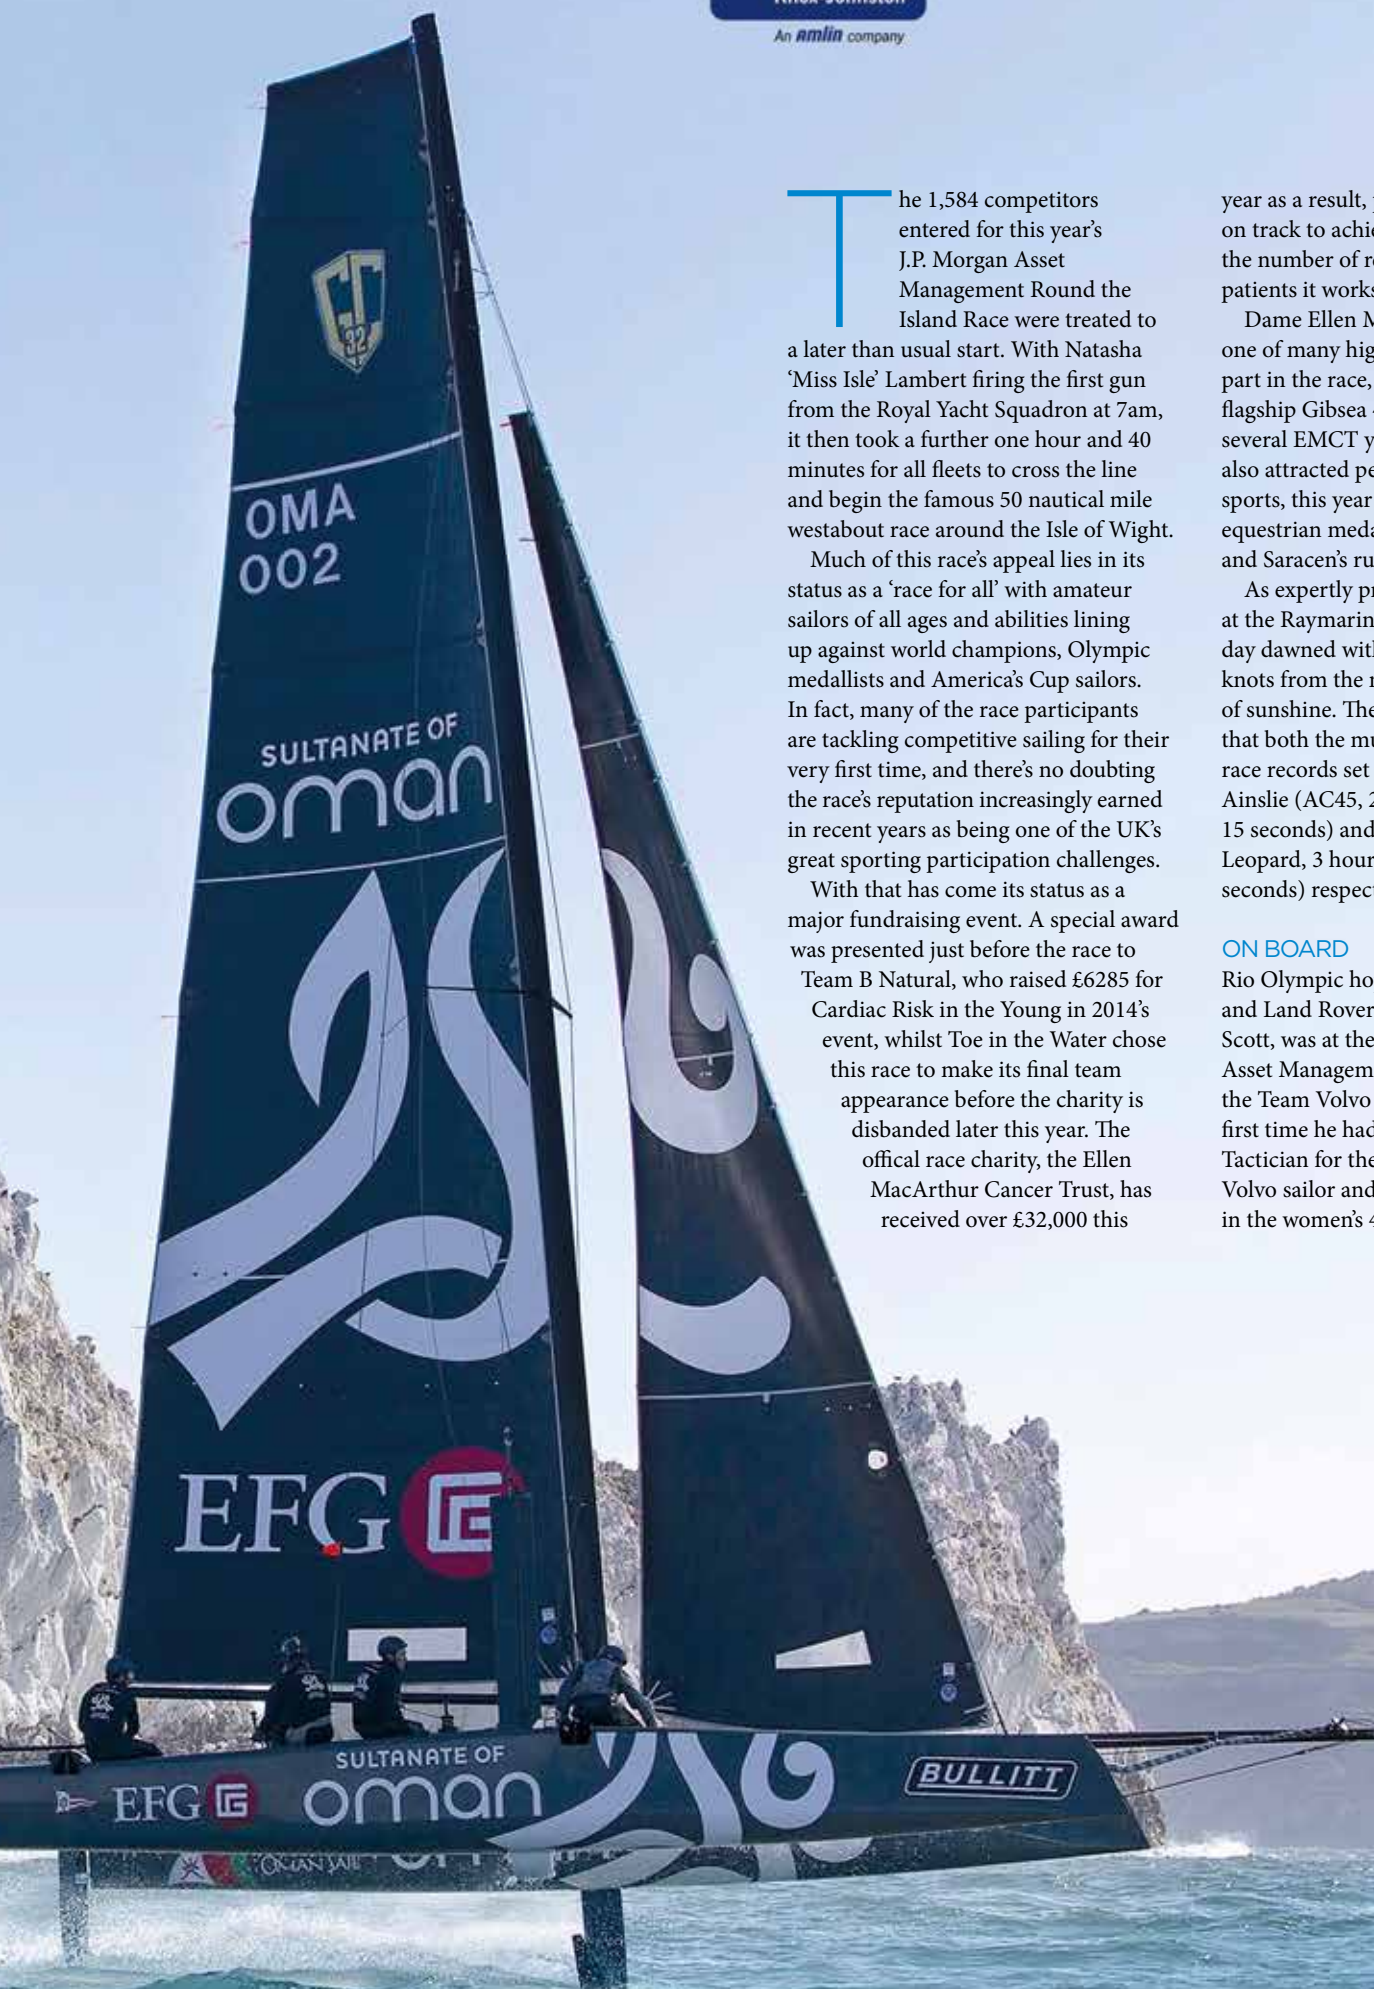 Knox-Johnston
An amlin company
The 1,584 competitors
entered for this year's
J.P. Morgan Asset
Management Round the
Island Race were treated to
a later than usual start. With Natasha
‘Miss Isle’ Lambert firing the first gun
from the Royal Yacht Squadron at 7am,
it then took a further one hour and 40
minutes for all fleets to cross the line
and begin the famous 50 nautical mile
westabout race around the Isle of Wight.
Much of this race's appeal lies in its
status as a ‘race for all’ with amateur
sailors of all ages and abilities lining
up against world champions, Olympic
medallists and America's Cup sailors.
In fact, many of the race participants
are tackling competitive sailing for their
very first time, and there's no doubting
the race's reputation increasingly earned
in recent years as being one of the UK's
great sporting participation challenges.
With that has come its status as a
major fundraising event. A special award
was presented just before the race to
Team B Natural, who raised £6285 for
Cardiac Risk in the Young in 2014's
event, whilst Toe in the Water chose
this race to make its final team
appearance before the charity is
disbanded later this year. The
offical race charity, the Ellen
MacArthur Cancer Trust, has
received over £32,000 this
year as a result,
on track to
the number of
patients it works
Dame Ellen
one of many
part in the race,
flagship Gibsea
several EMCT
also attracted
sports, this year
equestrian
and Saracen's
As expertly
at the
day dawned
knots from the
of sunshine. The
that both the
race records set
Ainslie (AC45,
15 seconds) and
Leopard, 3
seconds)
ON BOARD
Rio Olympic
and Land Rover
Scott, was at the
Asset
the Team Volvo
first time he
Tactician for the
Volvo sailor and
in the women's
GC
32
OMA
002
SULTANATE OF
oman
EFG
SULTANATE OF
oman
EFG
BULLITT
OMAN SAIL